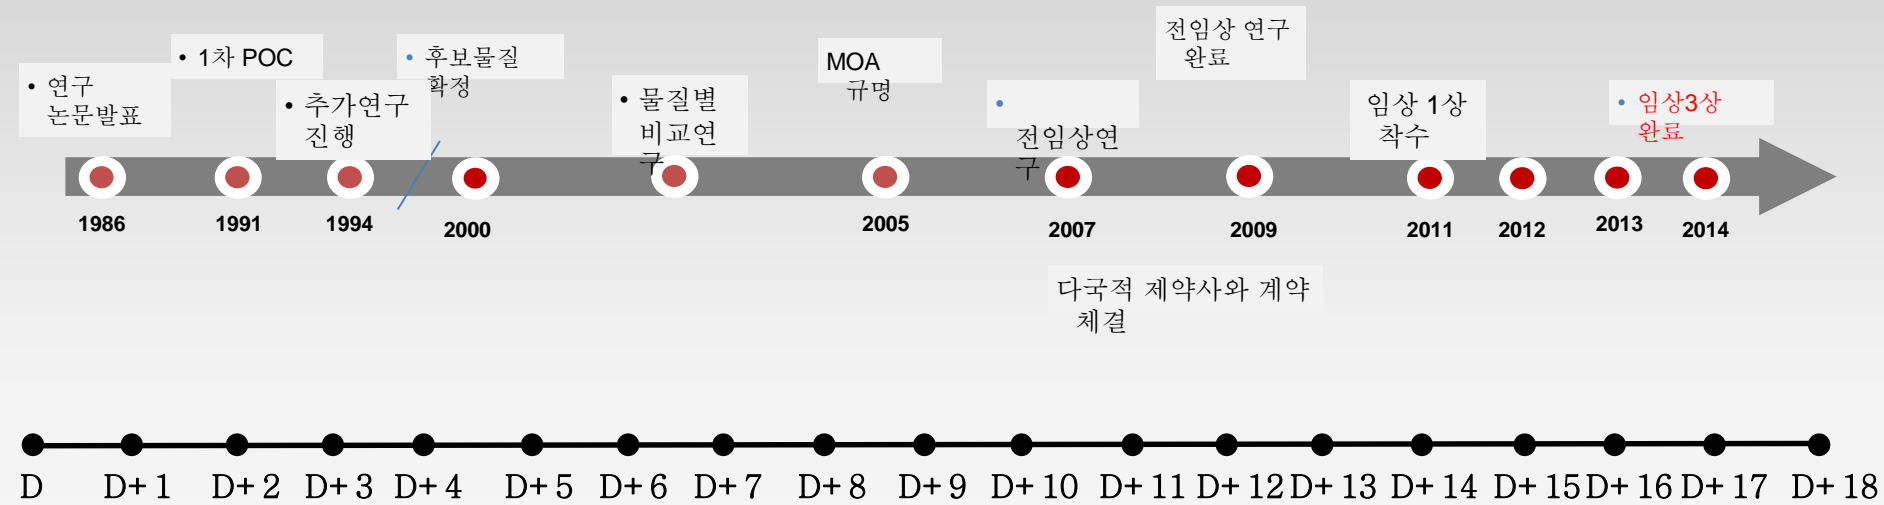 • 연구
논문발표
• 1차 POC
• 추가연구
진행
• 후보물질
확정
• 물질별
비교연
구
MOA
규명
•
전임상연
구
전임상 연구
완료
임상 1상
착수
• 임상3상
완료
1986
1991
1994
2000
2005
2007
2009
2011
2012
2013
2014
다국적 제약사와 계약
체결
D
D+1
D+2
D+3
D+4
D+5
D+6
D+7
D+8
D+9
D+10
D+11
D+12
D+13
D+14
D+15
D+16
D+17
D+18